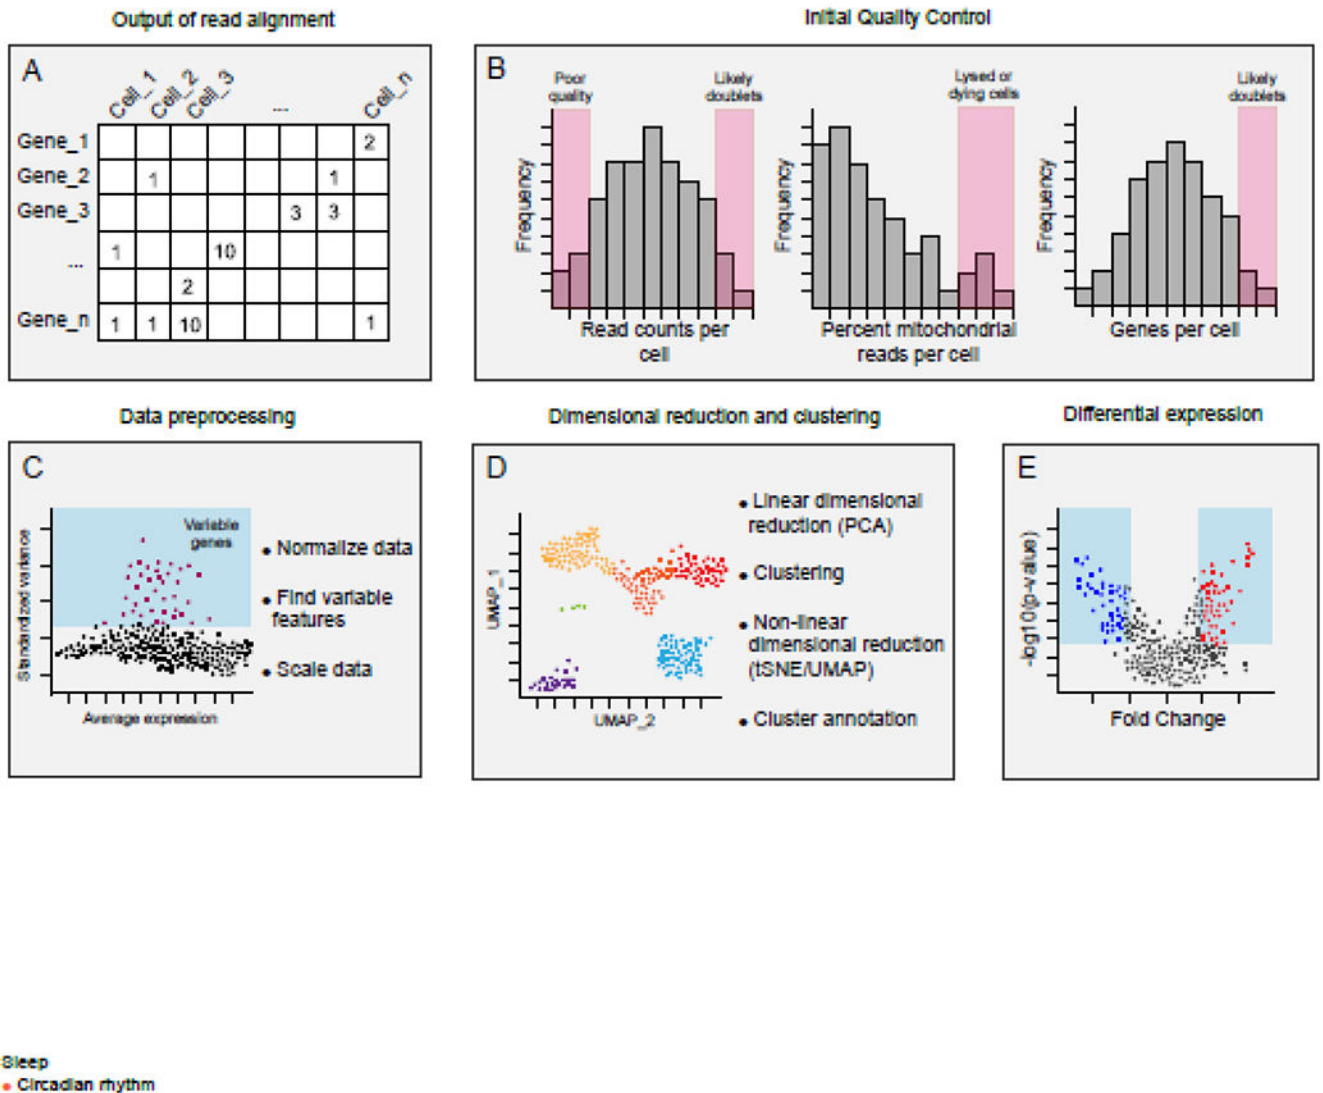 Output of read alignment
Initial Quality Control
A
Cell_1
Cell_2
Cell_3
...
Cell_n
Gene_1
2
Gene_2
1
1
Gene_3
3
3
...
1
10
2
Gene_n
1
1
10
1
B
Poor
quality
Likely
doublets
Frequency
Read counts per
cell
Lysed or
dying cells
Frequency
Percent mitochondrial
reads per cell
Likely
doublets
Frequency
Genes per cell
Data preprocessing
Dimensional reduction and clustering
Differential expression
C
Variable
genes
Standardized variance
Average expression
• Normalize data
• Find variable
features
• Scale data
D
UMAP_1
UMAP_2
• Linear dimensional
reduction (PCA)
• Clustering
• Non-linear
dimensional reduction
(tSNE/UMAP)
• Cluster annotation
E
-log10(p-value)
Fold Change
Sleep
• Circadian rhythm